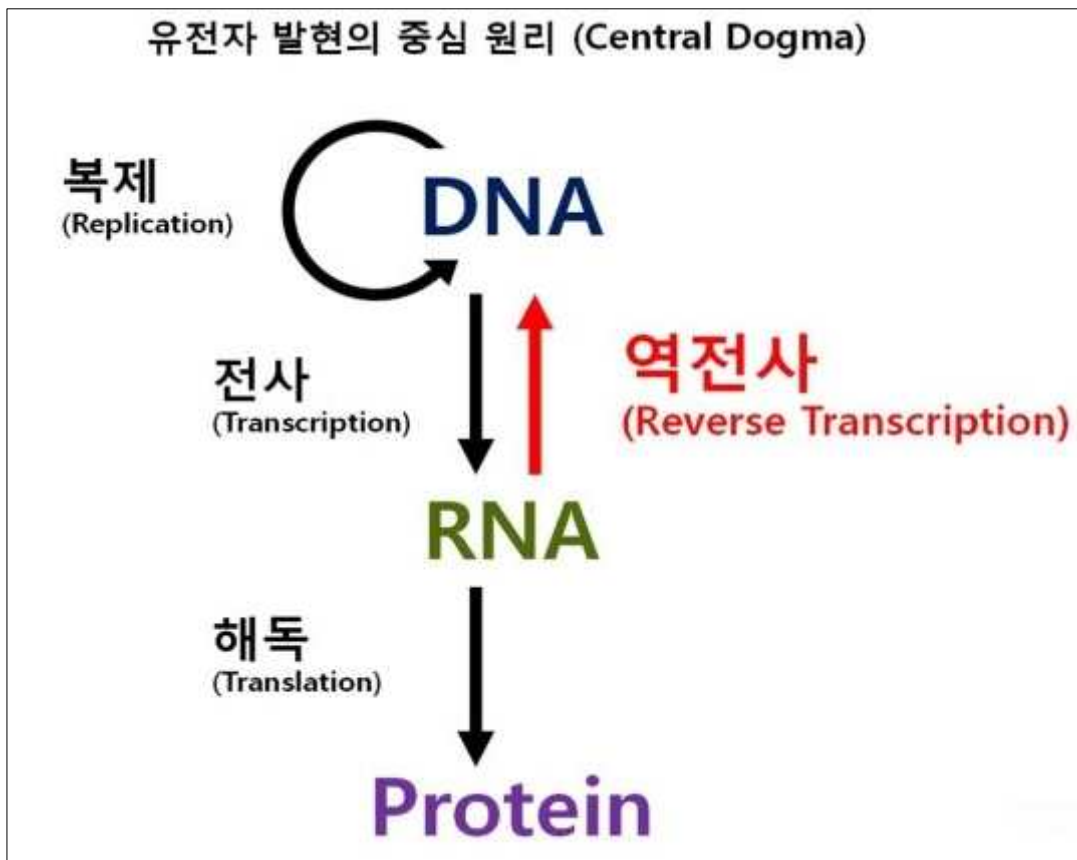 유전자 발현의 중심 원리 (Central Dogma)
복제
(Replication)
DNA
전사
(Transcription)
역전사
(Reverse Transcription)
RNA
해독
(Translation)
Protein